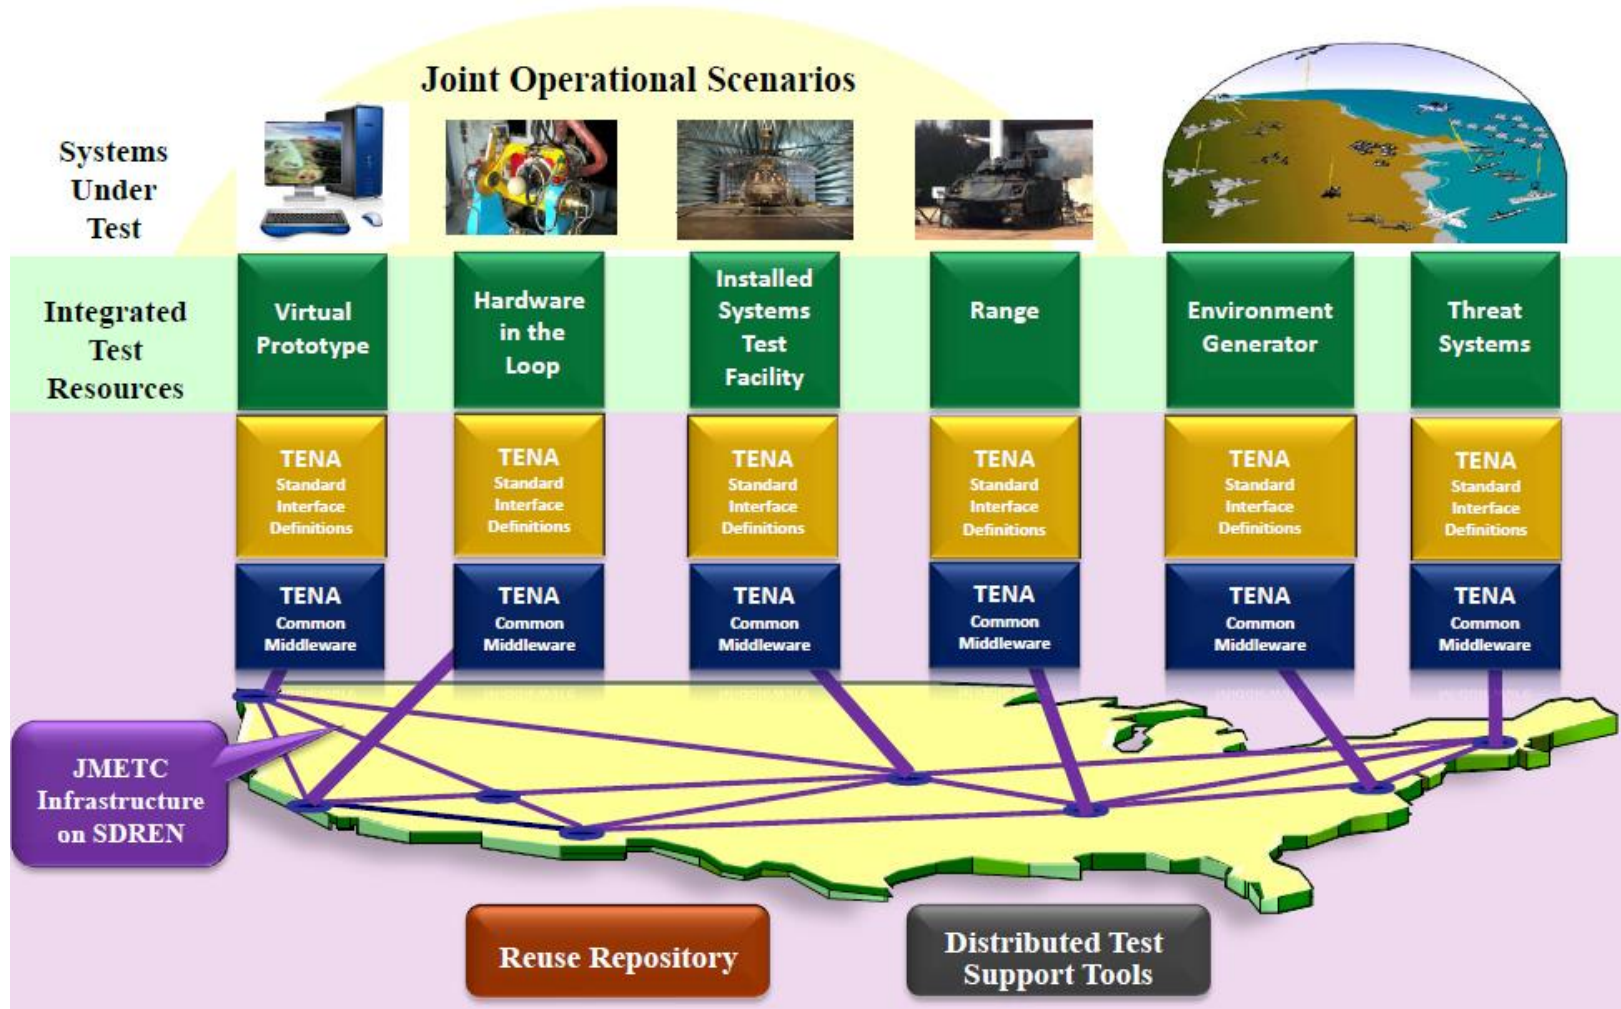 Joint Operational Scenarios
Systems
Under
Test
Integrated
Test
Resources
Virtual
Prototype
Hardware
in the
Loop
Installed
Systems
Test
Facility
Range
Environment
Generator
Threat
Systems
TENA
Standard
Interface
Definitions
TENA
Standard
Interface
Definitions
TENA
Standard
Interface
Definitions
TENA
Standard
Interface
Definitions
TENA
Standard
Interface
Definitions
TENA
Standard
Interface
Definitions
TENA
Common
Middleware
TENA
Common
Middleware
TENA
Common
Middleware
TENA
Common
Middleware
TENA
Common
Middleware
TENA
Common
Middleware
JMETC
Infrastructure
on SDREN
Reuse Repository
Distributed Test
Support Tools